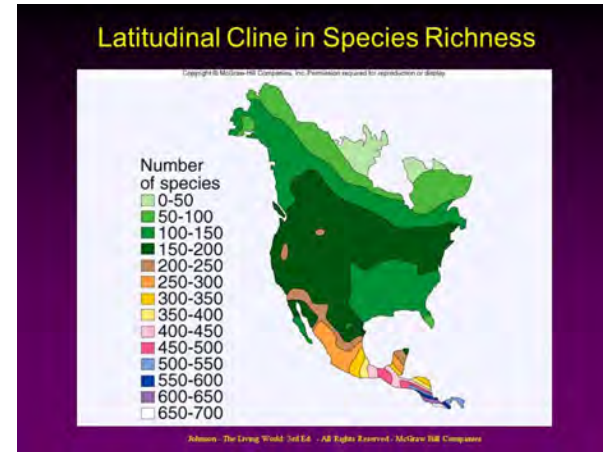 Latitudinal Cline in Species Richness
Copyright © McGraw-Hill Companies, Inc. Permission required for reproduction or display.
Number
of species
0-50
50-100
100-150
150-200
200-250
250-300
300-350
350-400
400-450
450-500
500-550
550-600
600-650
650-700
Johnson - The Living World: 3rd Ed. - All Rights Reserved - McGraw Hill Companies